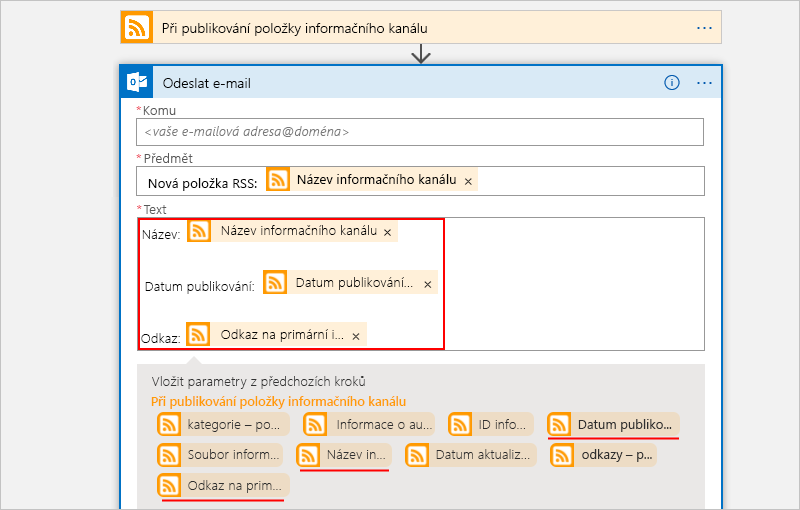 Při publikování položky informačního kanálu ...
Odeslat e-mail ...
*Komu
<vaše e-mailová adresa@doména>
*Předmět
Nová položka RSS: Název informačního kanálu ×
*Text
Název: Název informačního kanálu ×
Datum publikování: Datum publikování... ×
Odkaz: Odkaz na primární i... ×
Vložit parametry z předchozích kroků
Při publikování položky informačního kanálu
kategorie – po... Informace o au... ID info... Datum publiko...
Soubor inform... Název in... Datum aktualiz... odkazy – p...
Odkaz na prim...